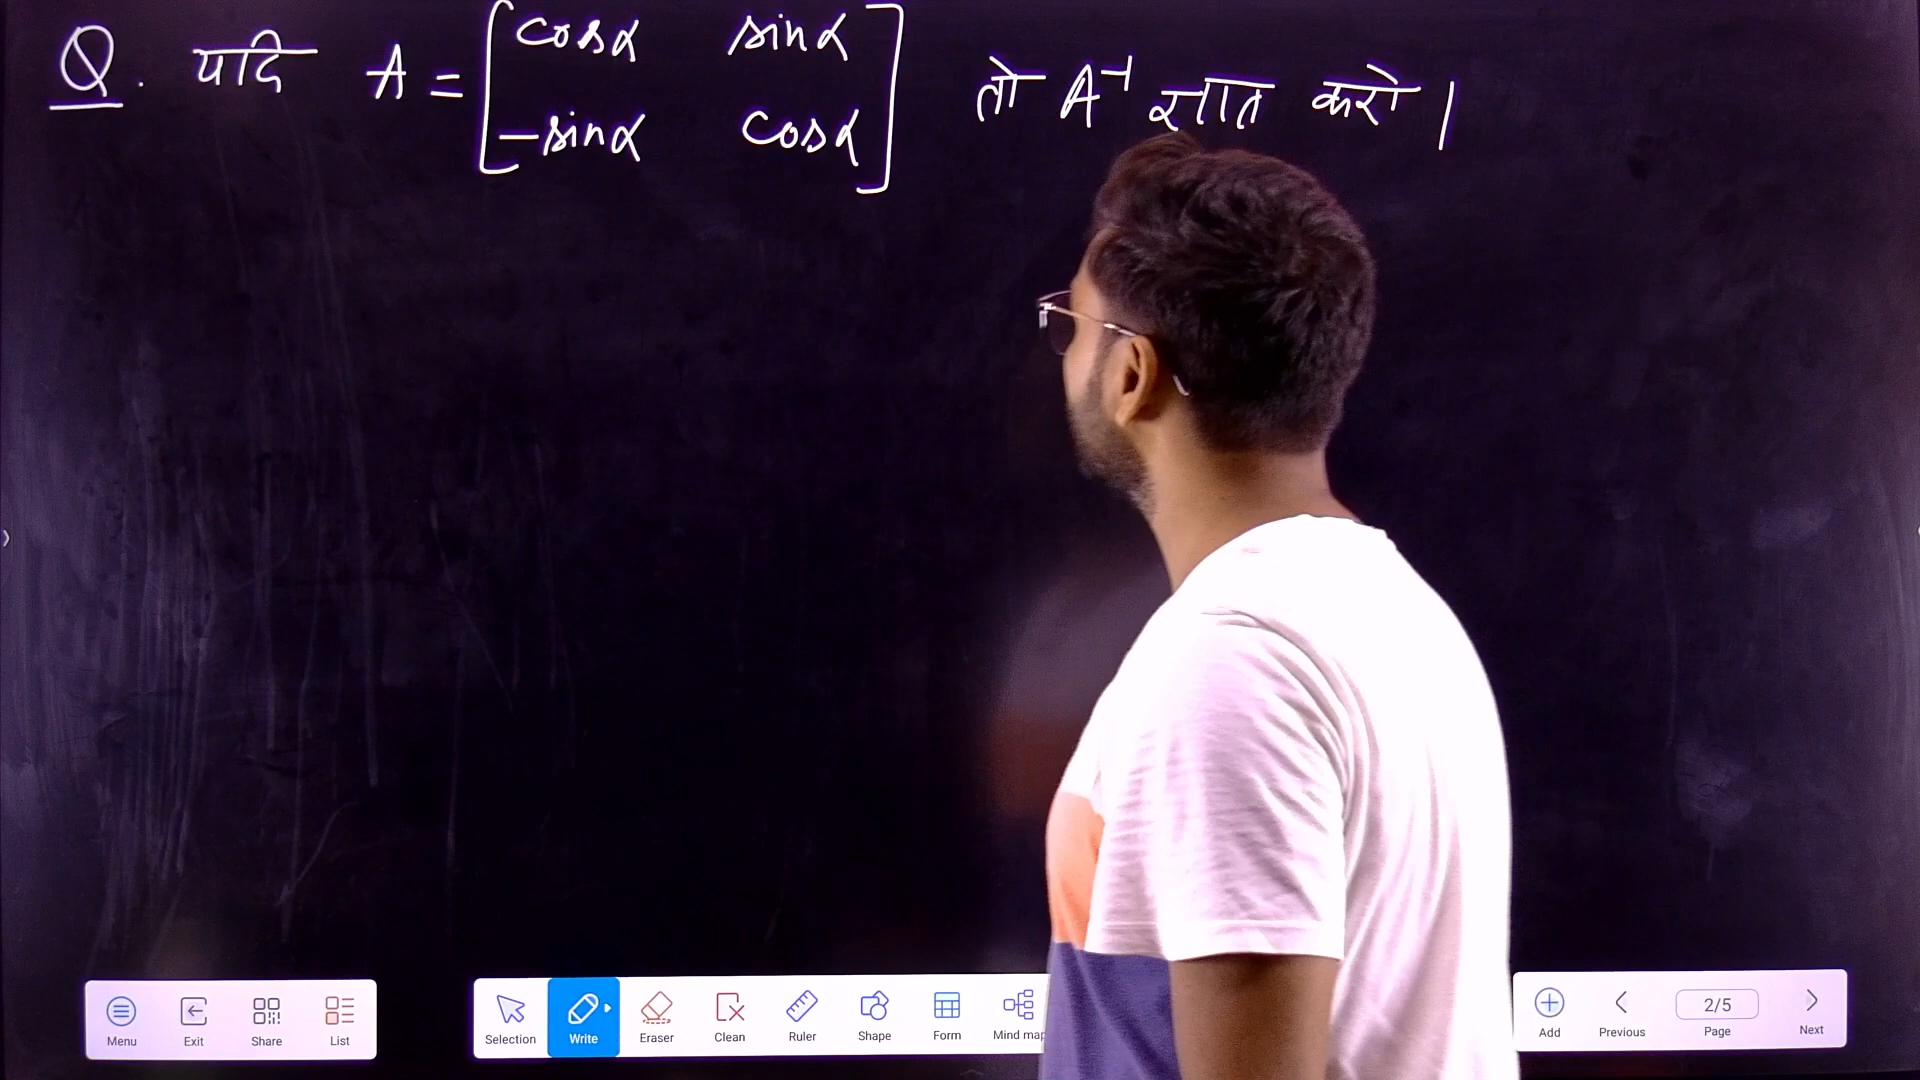 Q. यदि A = [cosα sinα
-sinα cosα] तो A⁻¹ ज्ञात करो।
Menu Exit Share List Selection Write Eraser Clean Ruler Shape Form Mind map Add Previous 2/5 Page Next